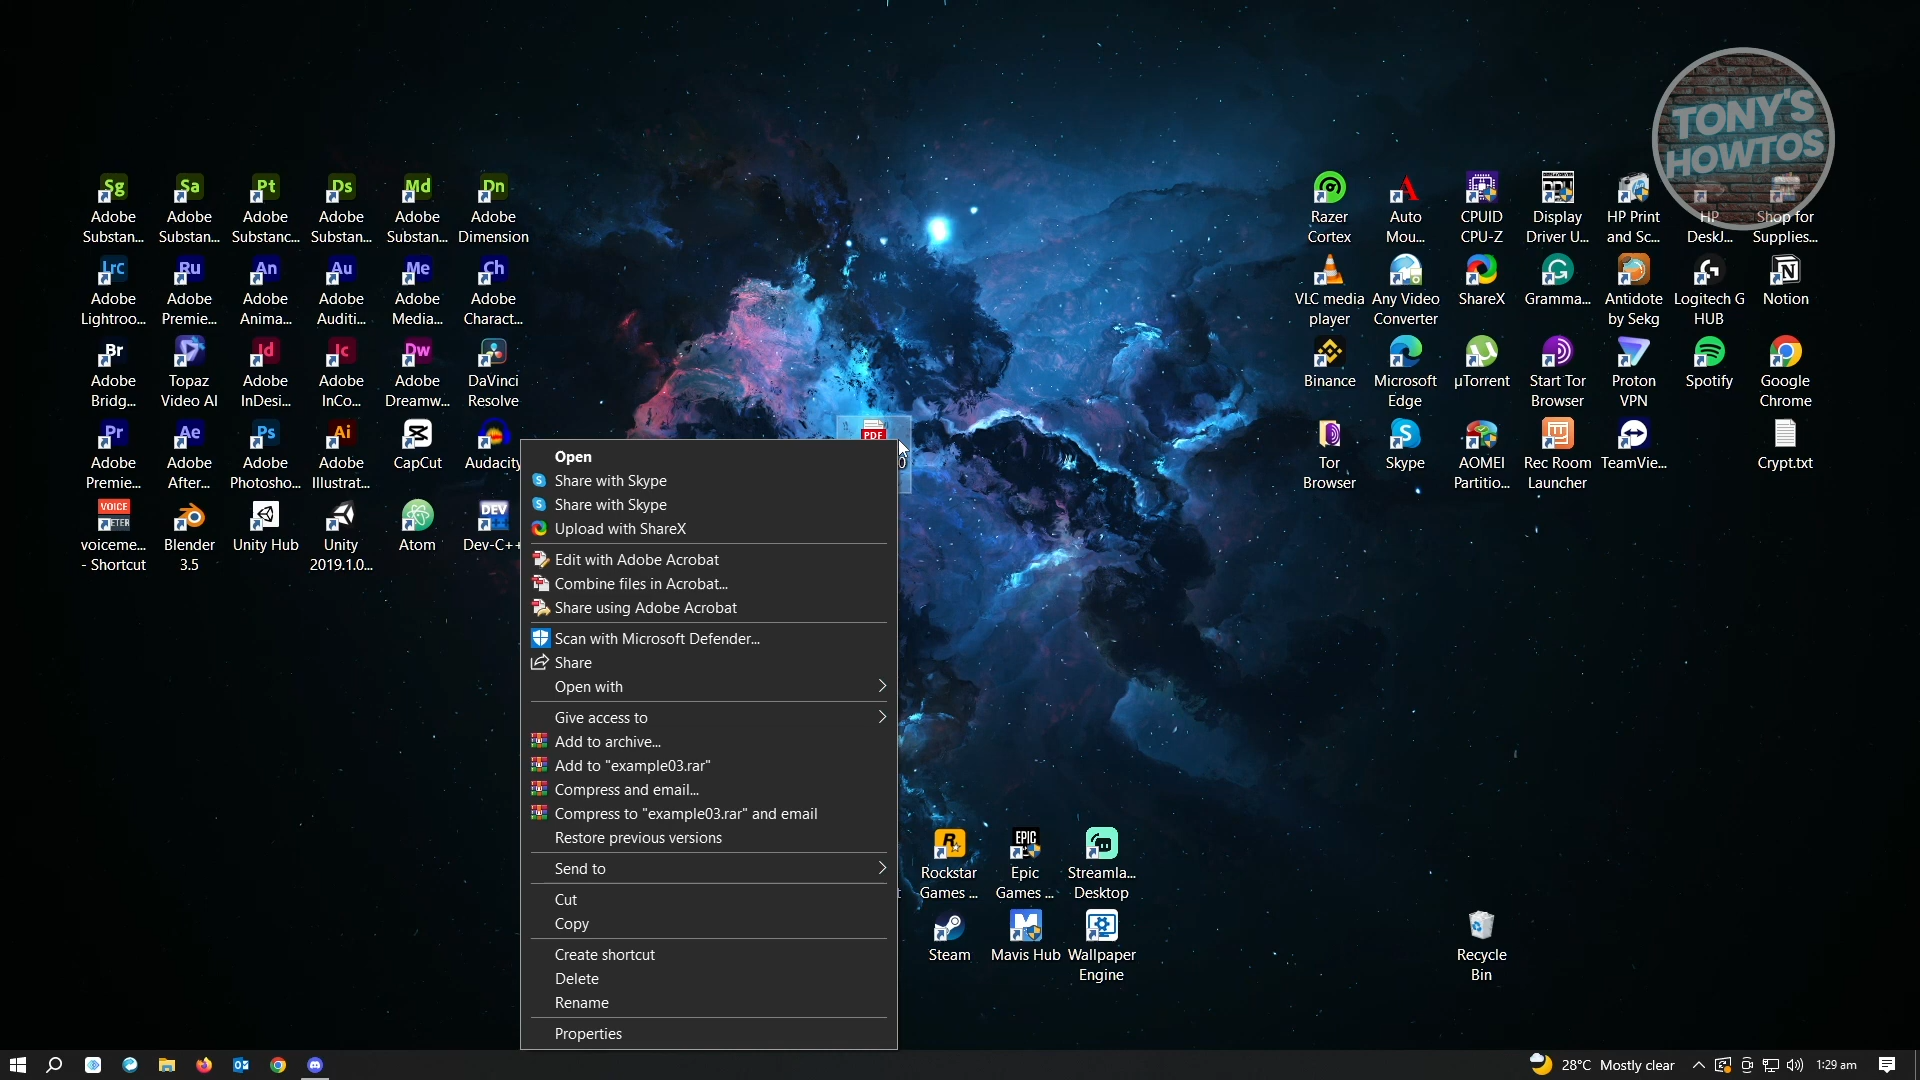 TONY'S
HOWTOS
Sg
Sa
Pt
Ds
Md
Dn
Adobe
Substan...
Adobe
Substan...
Adobe
Substanc...
Adobe
Substan...
Adobe
Substan...
Adobe
Dimension
Razer
Cortex
Auto
Mou...
CPUID
CPU-Z
Display
Driver U...
HP Print
and Sc...
HP
DeskJ...
Shop for
Supplies...
Lrc
Ru
An
Au
Me
Ch
Adobe
Lightroo...
Adobe
Premie...
Adobe
Anima...
Adobe
Auditi...
Adobe
Media...
Adobe
Charact...
VLC media
player
Any Video
Converter
ShareX
Gramma...
Antidote
by Sekg
Logitech G
HUB
Notion
Br
Id
Ic
Dw
Adobe
Bridg...
Topaz
Video AI
Adobe
InDesi...
Adobe
InCo...
Adobe
Dreamw...
DaVinci
Resolve
Binance
Microsoft
Edge
µTorrent
Start Tor
Browser
Proton
VPN
Spotify
Google
Chrome
Pr
Ae
Ps
Ai
Adobe
Premie...
Adobe
After...
Adobe
Photosho...
Adobe
Illustrat...
CapCut
Audacity
Tor
Browser
Skype
AOMEI
Partitio...
Rec Room
Launcher
TeamVie...
Crypt.txt
VOICE
voiceme...
- Shortcut
Blender
3.5
Unity Hub
Unity
2019.1.0...
Atom
DEV
Dev-C++
PDF
Open
Share with Skype
Share with Skype
Upload with ShareX
Edit with Adobe Acrobat
Combine files in Acrobat...
Share using Adobe Acrobat
Scan with Microsoft Defender...
Share
Open with
Give access to
Add to archive...
Add to "example03.rar"
Compress and email...
Compress to "example03.rar" and email
Restore previous versions
Send to
Cut
Copy
Create shortcut
Delete
Rename
Properties
EPIC
Rockstar
Games ...
Epic
Games ...
Streamla...
Desktop
Steam
Mavis Hub
Wallpaper
Engine
Recycle
Bin
28°C Mostly clear
1:29 am